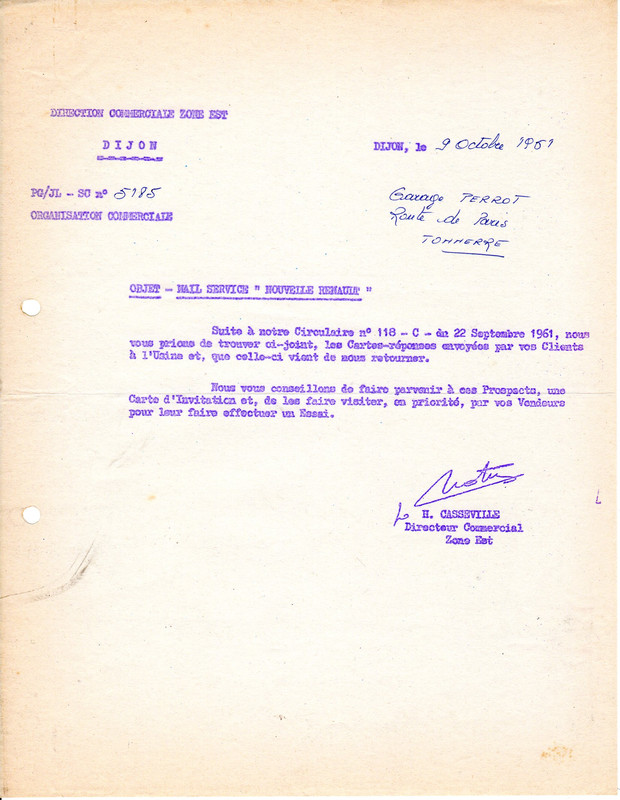 DIRECTION COMMERCIALE ZONE EST
DIJON
DIJON, le 9 Octobre 1961
PG/JL - SC n° 5185
ORGANISATION COMMERCIALE
Garage PERROT
Route de Paris
TONNERRE
OBJET - MAIL SERVICE " NOUVELLE RENAULT "
Suite à notre Circulaire n° 118 - C - du 22 Septembre 1961, nous
vous prions de trouver ci-joint, les Cartes-réponses envoyées par vos Clients
à l'Usine et, que celle-ci vient de nous retourner.
Nous vous conseillons de faire parvenir à ces Prospects, une
Carte d'Invitation et, de les faire visiter, en priorité, par vos Vendeurs
pour leur faire effectuer un Essai.
H. CASSEVILLE
Directeur Commercial
Zone Est